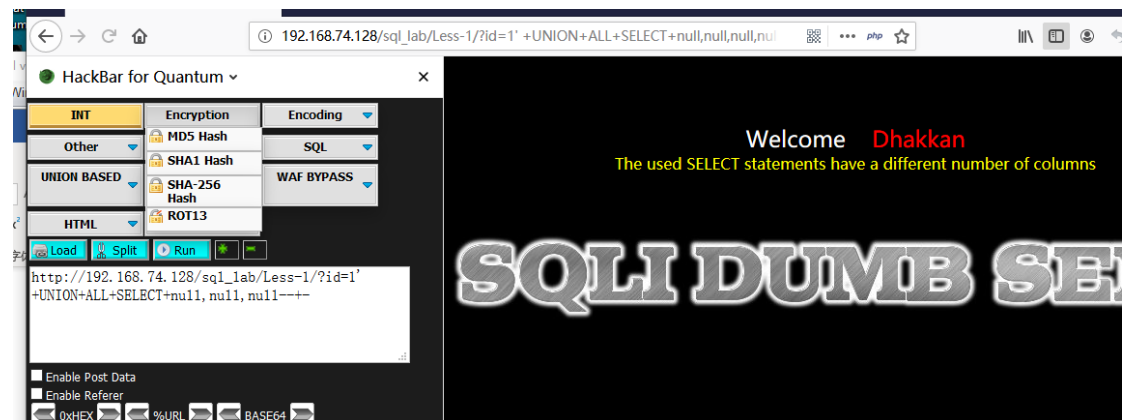 192.168.74.128/sql_lab/Less-1/?id=1' +UNION+ALL+SELECT+null,null,null,nul
php
HackBar for Quantum
INT
Encryption
Encoding
MD5 Hash
Other
SQL
SHA1 Hash
UNION BASED
SHA-256
Hash
WAF BYPASS
ROT13
HTML
Load
Split
Run
http://192.168.74.128/sql_lab/Less-1/?id=1'
+UNION+ALL+SELECT+null,null,null--+-
Enable Post Data
Enable Referer
0xHEX
%URL
BASE64
Welcome Dhakkan
The used SELECT statements have a different number of columns
SQLI DUMB SE